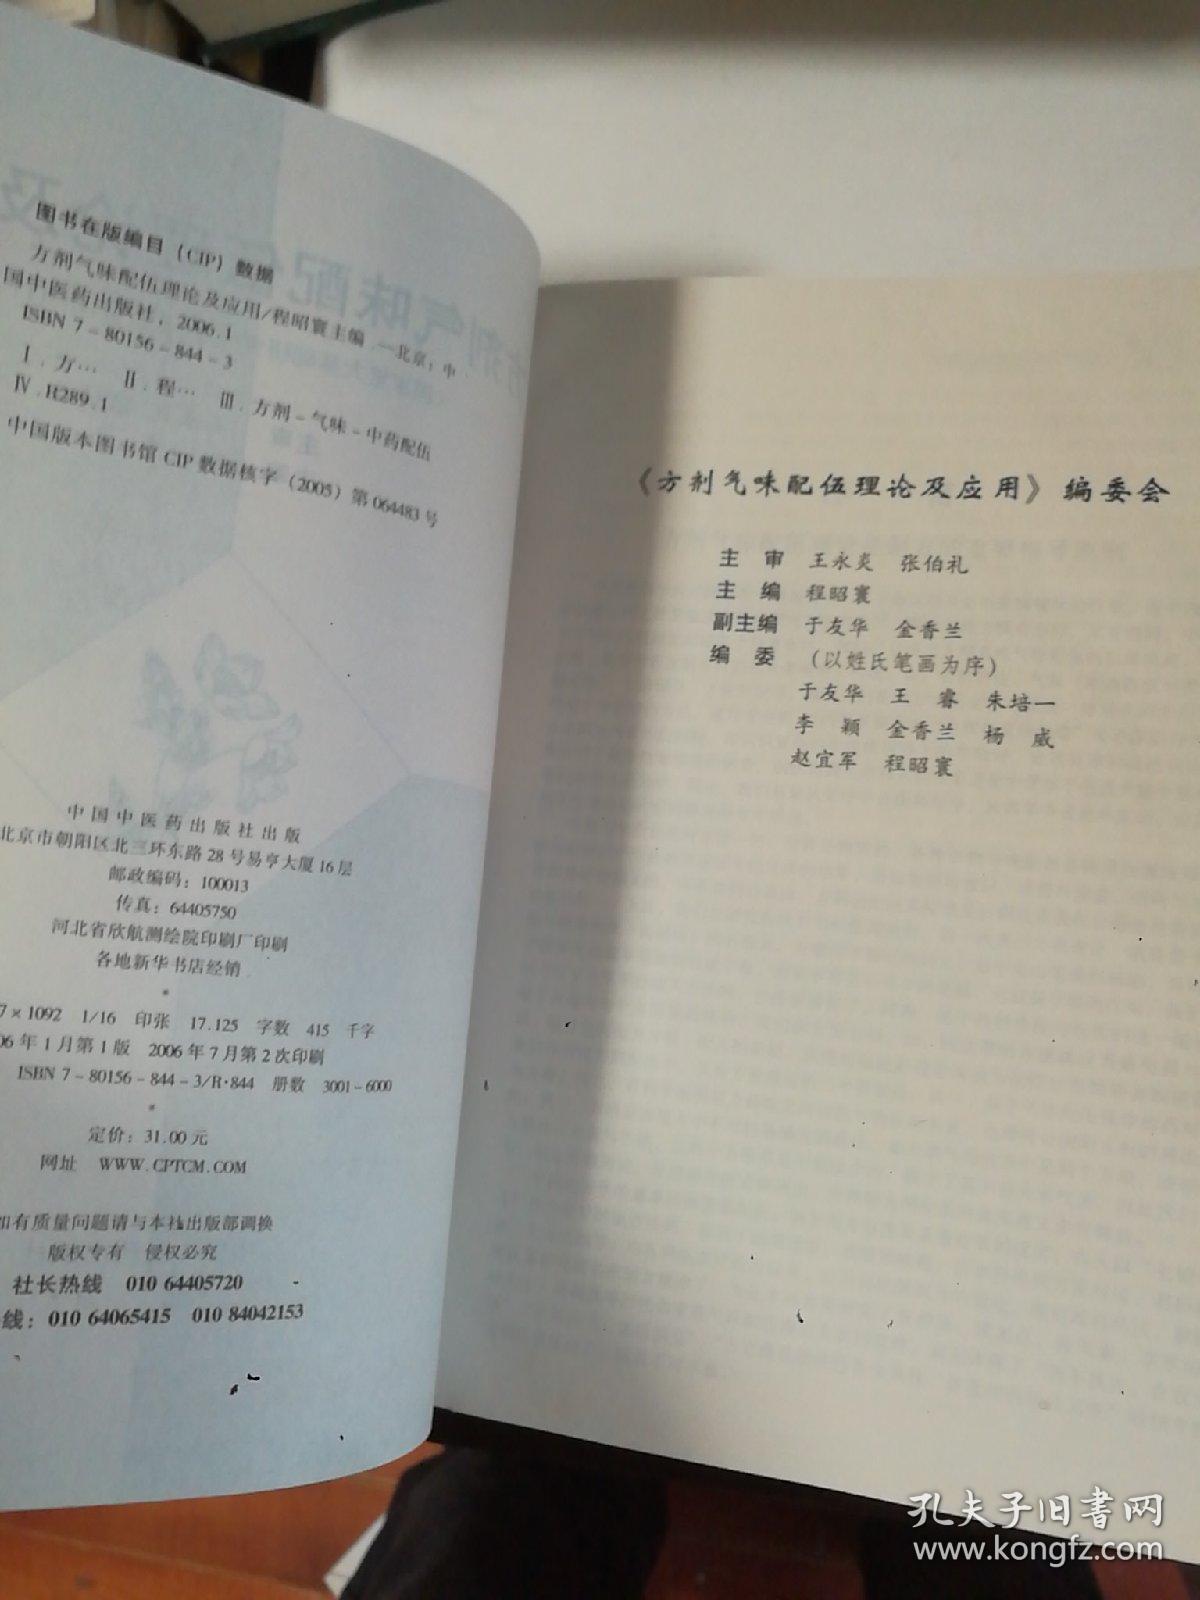 图书在版编目（CIP）数据
方剂气味配伍理论及应用/程昭寰主编.—北京：中
国中医药出版社，2006.1
ISBN 7-80156-844-3
Ⅰ.方… Ⅱ.程… Ⅲ.方剂-气味-中药配伍
Ⅳ.R289.1
中国版本图书馆CIP数据核字（2005）第064483号
中国中医药出版社出版
北京市朝阳区北三环东路28号易亨大厦16层
邮政编码：100013
传真：64405750
河北省欣航测绘院印刷厂印刷
各地新华书店经销
*
7×1092 1/16 印张 17.125 字数 415 千字
06年1月第1版 2006年7月第2次印刷
ISBN 7-80156-844-3/R·844 册数 3001-6000
*
定价：31.00元
网址 WWW.CPTCM.COM
如有质量问题请与本社出版部调换
版权专有 侵权必究
社长热线 010 64405720
线：010 64065415 010 84042153
《方剂气味配伍理论及应用》编委会
主 审 王永炎 张伯礼
主 编 程昭寰
副主编 于友华 金香兰
编 委 （以姓氏笔画为序）
于友华 王 睿 朱培一
李 颖 金香兰 杨 威
赵宜军 程昭寰
孔夫子旧书网
www.kongfz.com